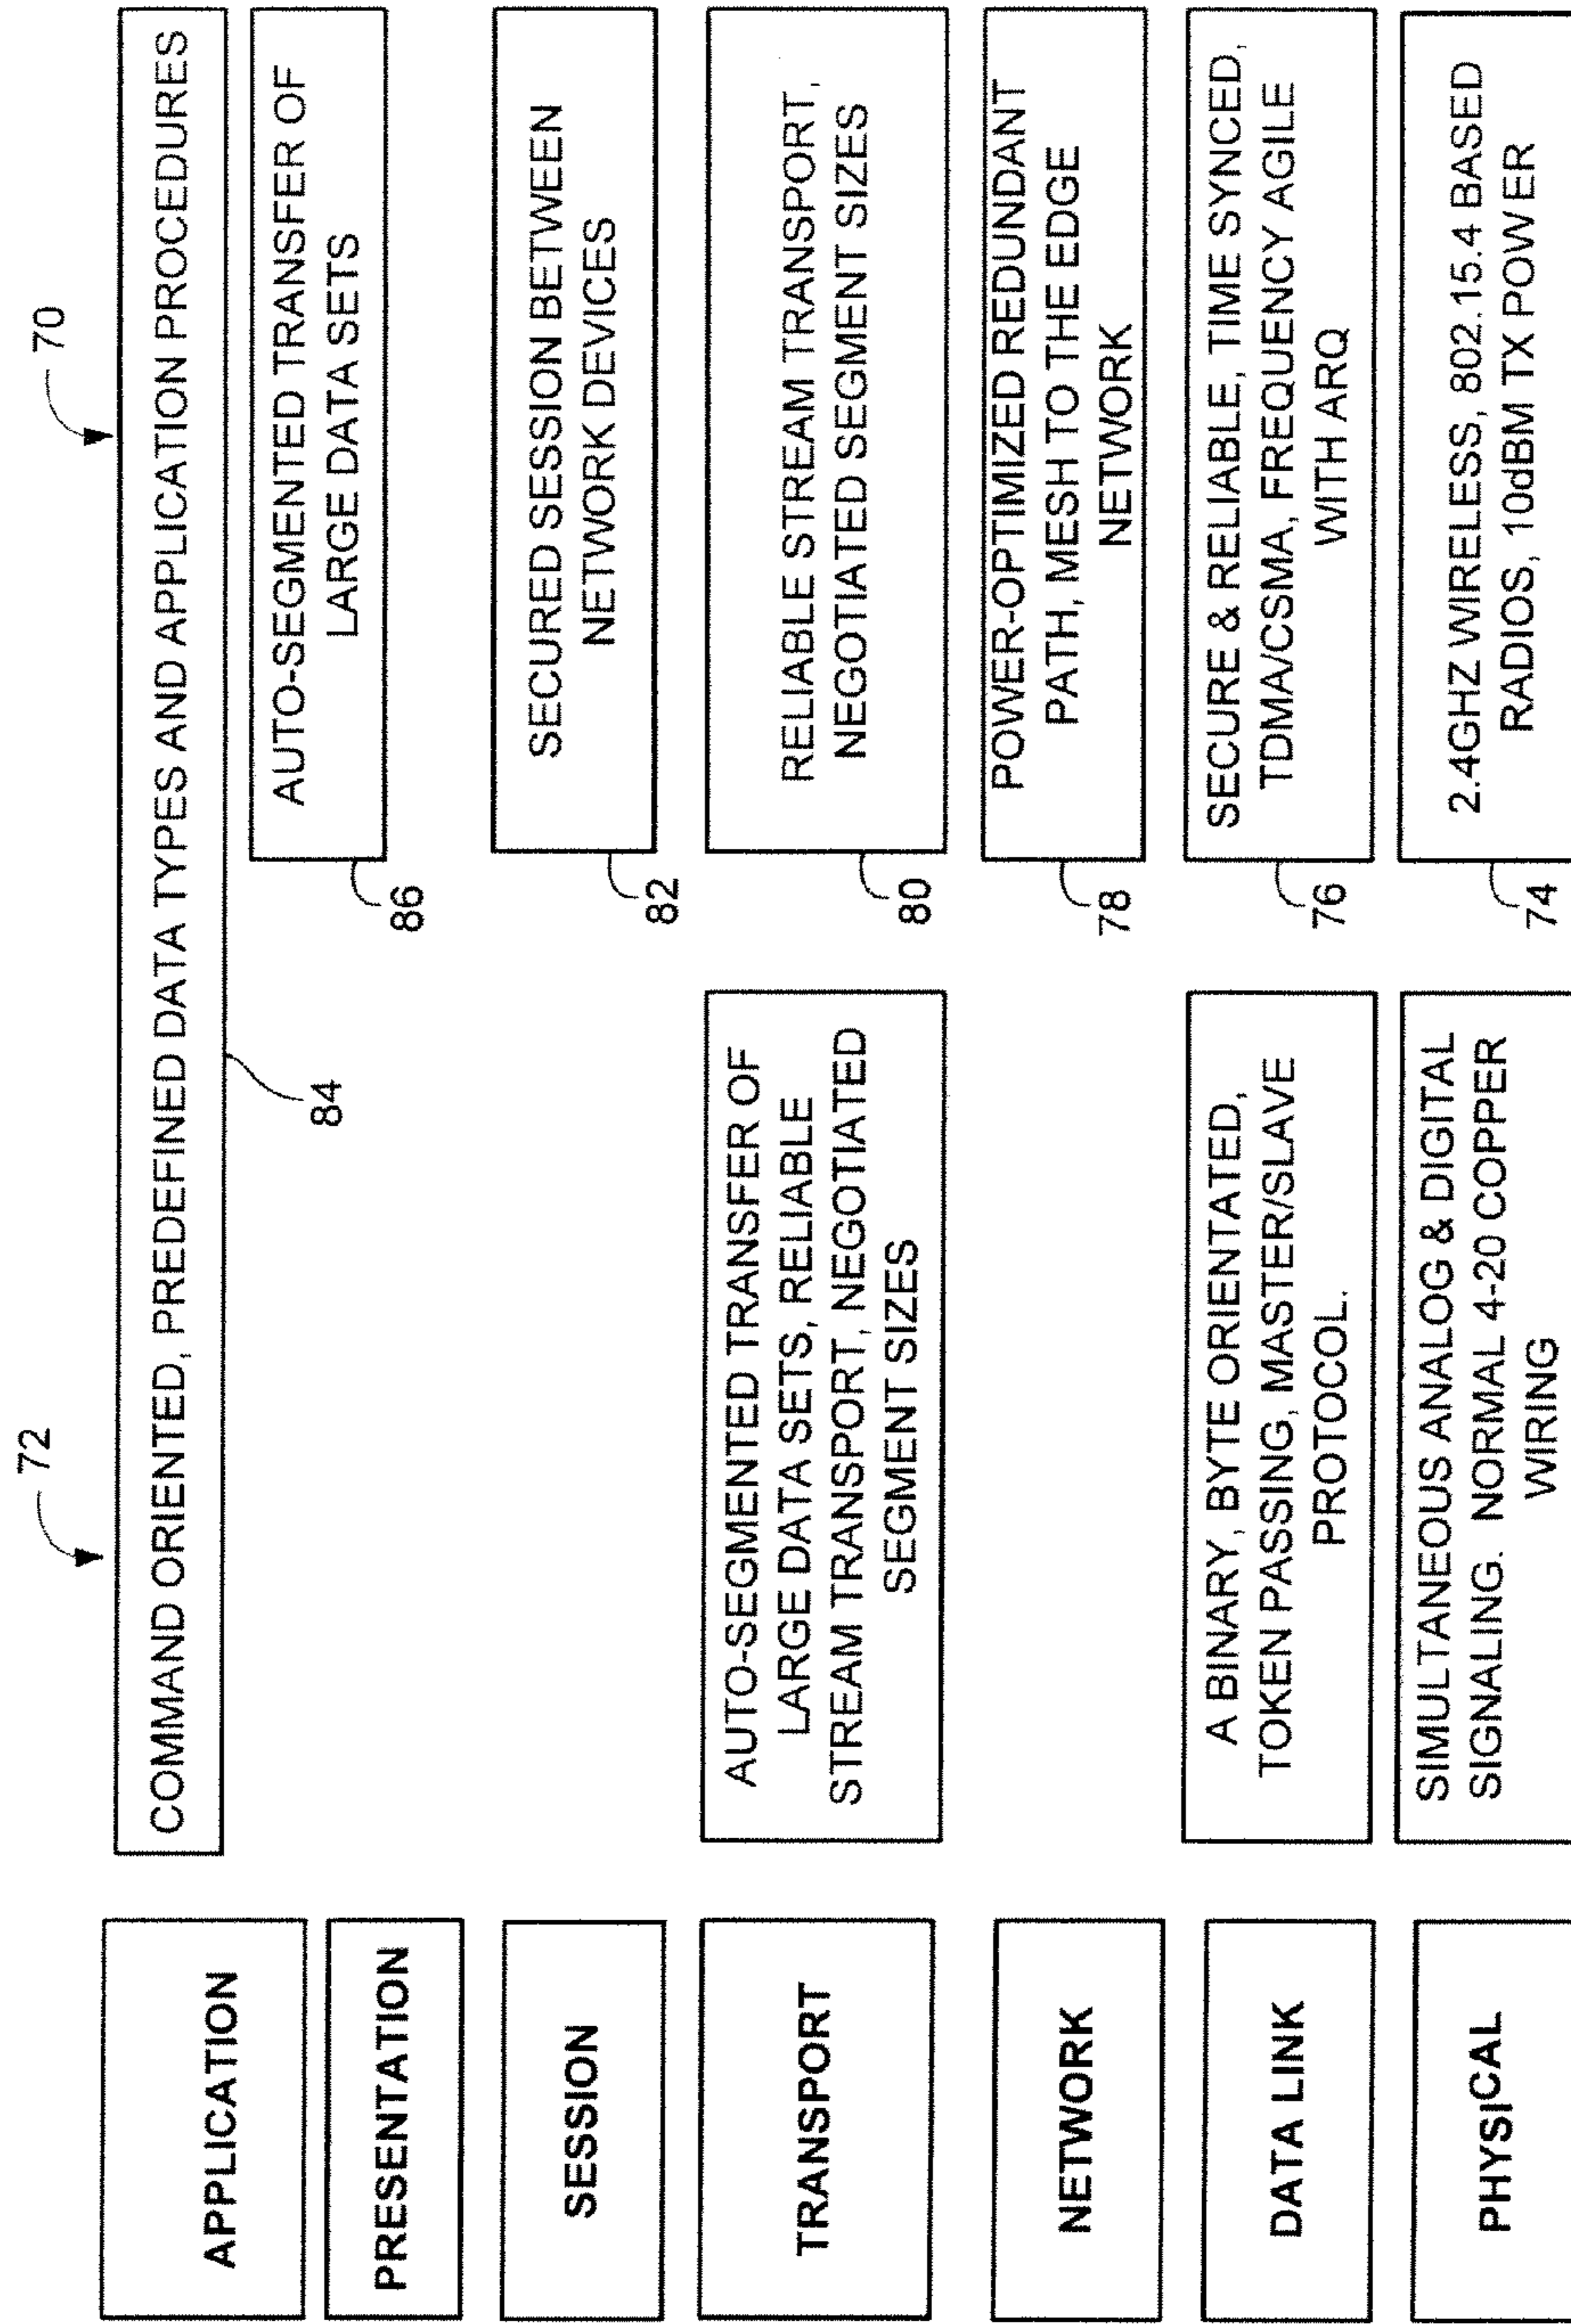 72
70
APPLICATION
COMMAND ORIENTED, PREDEFINED DATA TYPES AND APPLICATION PROCEDURES
84
PRESENTATION
AUTO-SEGMENTED TRANSFER OF
LARGE DATA SETS
86
SESSION
SECURED SESSION BETWEEN
NETWORK DEVICES
82
TRANSPORT
AUTO-SEGMENTED TRANSFER OF
LARGE DATA SETS, RELIABLE
STREAM TRANSPORT, NEGOTIATED
SEGMENT SIZES
RELIABLE STREAM TRANSPORT,
NEGOTIATED SEGMENT SIZES
80
NETWORK
POWER-OPTIMIZED REDUNDANT
PATH, MESH TO THE EDGE
NETWORK
78
DATA LINK
A BINARY, BYTE ORIENTATED,
TOKEN PASSING, MASTER/SLAVE
PROTOCOL.
SECURE & RELIABLE, TIME SYNCED,
TDMA/CSMA, FREQUENCY AGILE
WITH ARQ
76
PHYSICAL
SIMULTANEOUS ANALOG & DIGITAL
SIGNALING. NORMAL 4-20 COPPER
WIRING
2.4GHZ WIRELESS, 802.15.4 BASED
RADIOS, 10dBM TX POWER
74